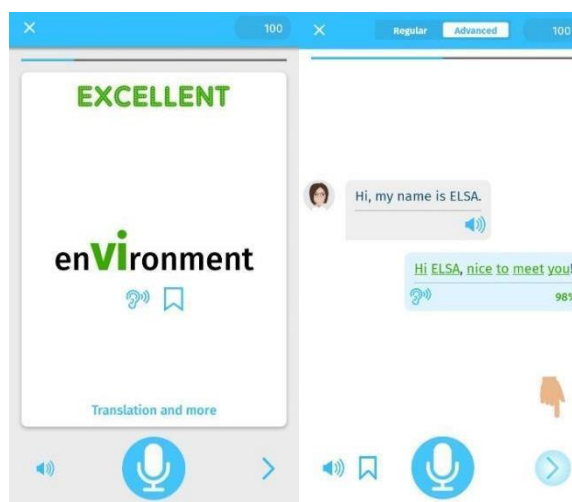 100
EXCELLENT
enVironment
Translation and more
Regular Advanced 100
Hi, my name is ELSA.
Hi ELSA, nice to meet you!
98%